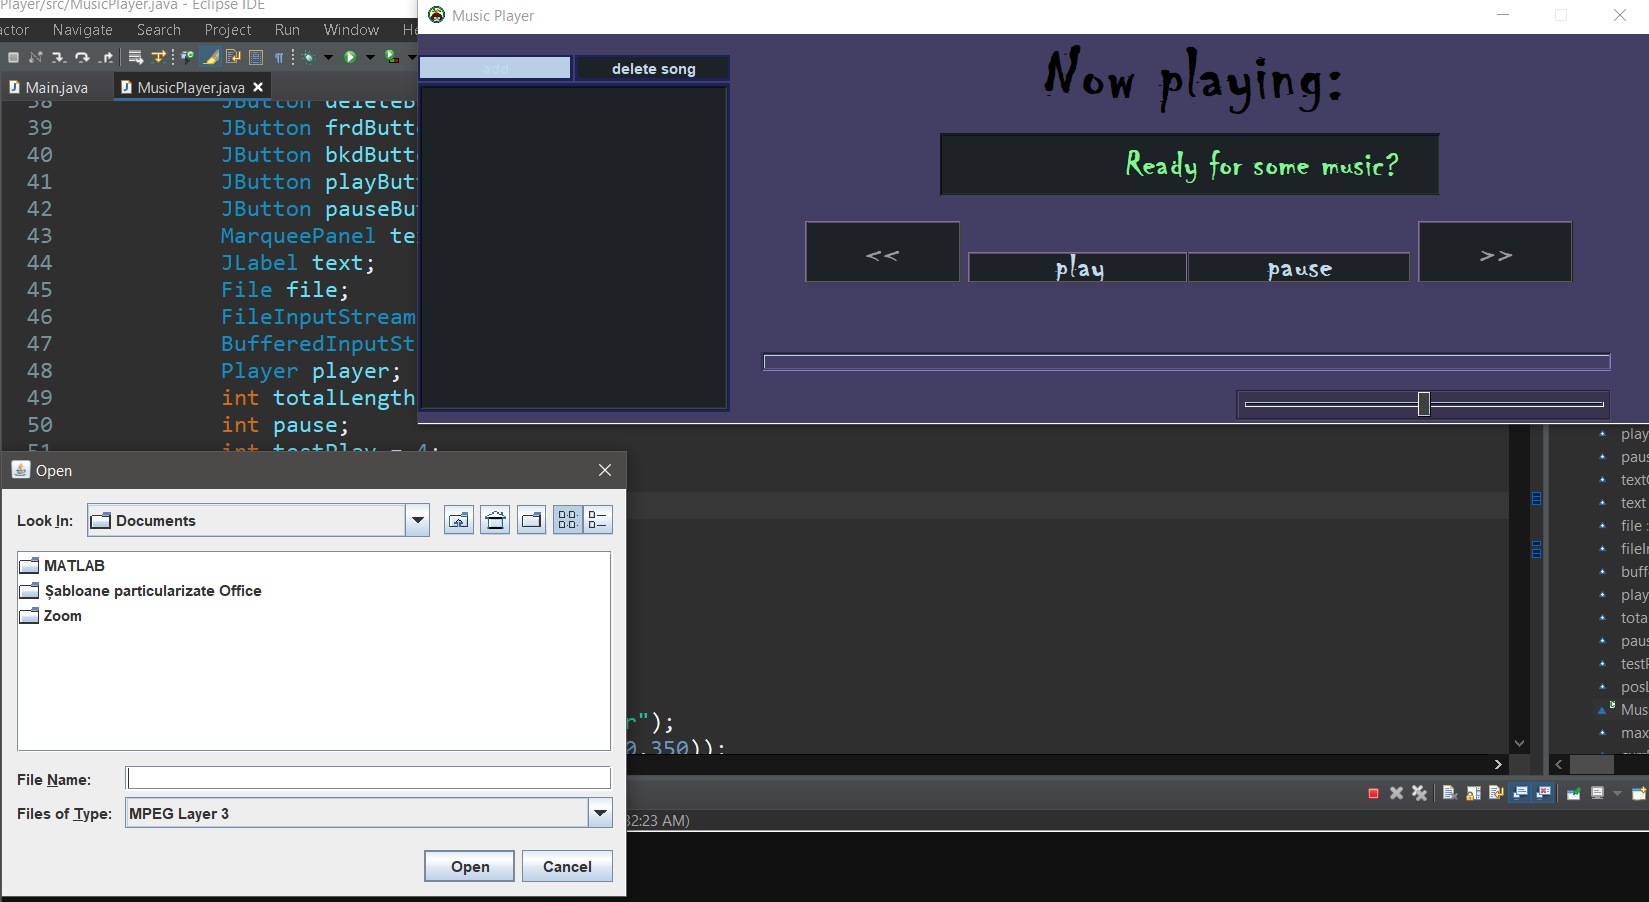 Player/src/MusicPlayer.java - Eclipse IDE
actor Navigate Search Project Run Window He
Main.java
MusicPlayer.java
38 JButton deleteB
39 JButton frdButt
40 JButton bkdButt
41 JButton playBut
42 JButton pauseBu
43 MarqueePanel te
44 JLabel text;
45 File file;
46 FileInputStream
47 BufferedInputSt
48 Player player;
49 int totalLength
50 int pause;
51 int testPlay = 4;
r");
0,350));
32:23 AM)
Music Player
add
delete song
Now playing:
Ready for some music?
<<
play
pause
>>
play
paus
text
text
file :
fileIn
buff
play
tota
paus
testP
posL
Mus
max
Open
Look In:
Documents
MATLAB
Șabloane particularizate Office
Zoom
File Name:
Files of Type:
MPEG Layer 3
Open
Cancel